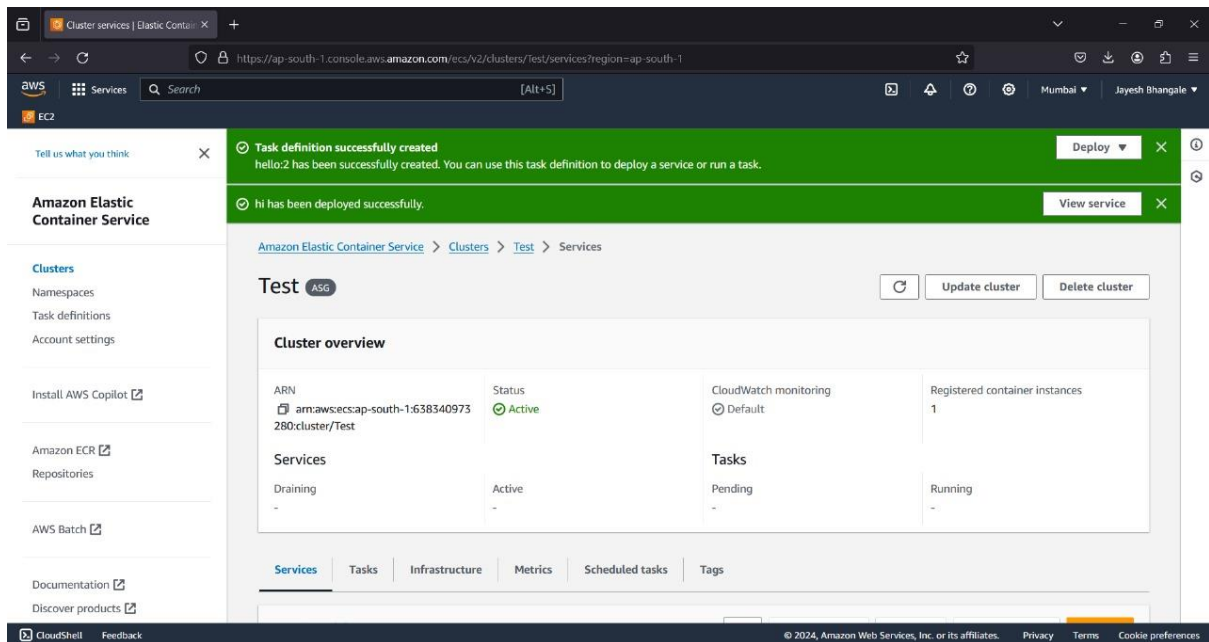 Cluster services | Elastic Contain
https://ap-south-1.console.aws.amazon.com/ecs/v2/clusters/Test/services?region=ap-south-1
aws Services Search [Alt+S] Mumbai Jayesh Bhangale
EC2
Tell us what you think
Amazon Elastic
Container Service
Clusters
Namespaces
Task definitions
Account settings
Install AWS Copilot
Amazon ECR
Repositories
AWS Batch
Documentation
Discover products
Task definition successfully created
hello:2 has been successfully created. You can use this task definition to deploy a service or run a task.
Deploy
hi has been deployed successfully.
View service
Amazon Elastic Container Service > Clusters > Test > Services
Test ASG
Update cluster Delete cluster
Cluster overview
ARN
arn:aws:ecs:ap-south-1:638340973
280:cluster/Test
Status
Active
CloudWatch monitoring
Default
Registered container instances
1
Services
Draining
-
Active
-
Tasks
Pending
-
Running
-
Services Tasks Infrastructure Metrics Scheduled tasks Tags
CloudShell Feedback © 2024, Amazon Web Services, Inc. or its affiliates. Privacy Terms Cookie preferences